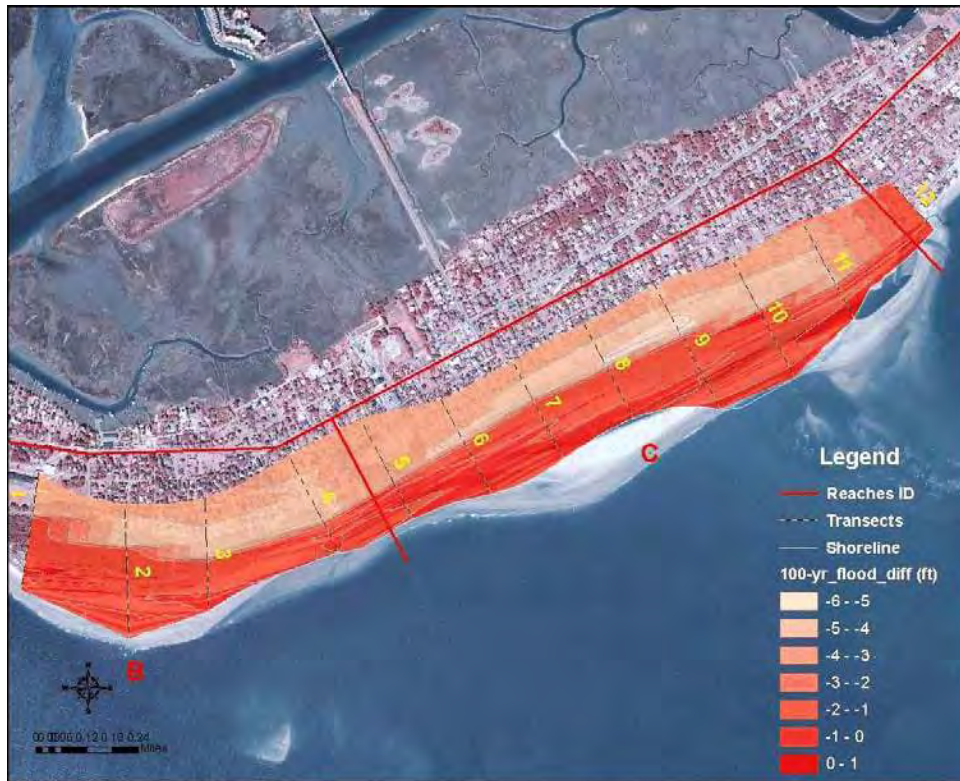 1
2
3
4
5
6
7
8
9
10
11
12
B
C
N
Legend
Reaches ID
Transects
Shoreline
100-yr_flood_diff (ft)
-6 - -5
-5 - -4
-4 - -3
-3 - -2
-2 - -1
-1 - 0
0 - 1
Miles